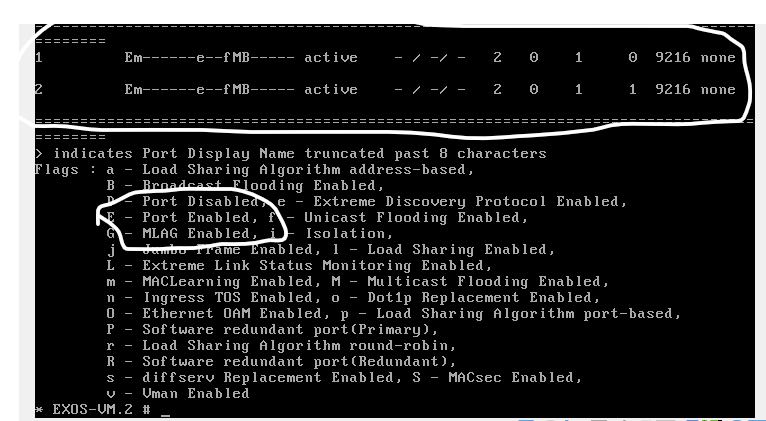 ========
1 Em------e--fMB----- active - / -/ - 2 0 1 0 9216 none
2 Em------e--fMB----- active - / -/ - 2 0 1 1 9216 none
========
> indicates Port Display Name truncated past 8 characters
Flags : a - Load Sharing Algorithm address-based,
B - Broadcast Flooding Enabled,
D - Port Disabled, e - Extreme Discovery Protocol Enabled,
E - Port Enabled, f - Unicast Flooding Enabled,
G - MLAG Enabled, i - Isolation,
j - Jumbo Frame Enabled, l - Load Sharing Enabled,
L - Extreme Link Status Monitoring Enabled,
m - MACLearning Enabled, M - Multicast Flooding Enabled,
n - Ingress TOS Enabled, o - Dot1p Replacement Enabled,
O - Ethernet OAM Enabled, p - Load Sharing Algorithm port-based,
P - Software redundant port(Primary),
r - Load Sharing Algorithm round-robin,
R - Software redundant port(Redundant),
s - diffserv Replacement Enabled, S - MACsec Enabled,
v - Vman Enabled
* EXOS-VM.2 # _